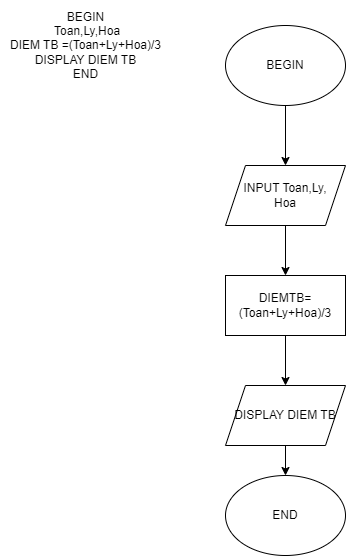 BEGIN
Toan,Ly,Hoa
DIEM TB =(Toan+Ly+Hoa)/3
DISPLAY DIEM TB
END
BEGIN
INPUT Toan,Ly,
Hoa
DIEMTB=
(Toan+Ly+Hoa)/3
DISPLAY DIEM TB
END